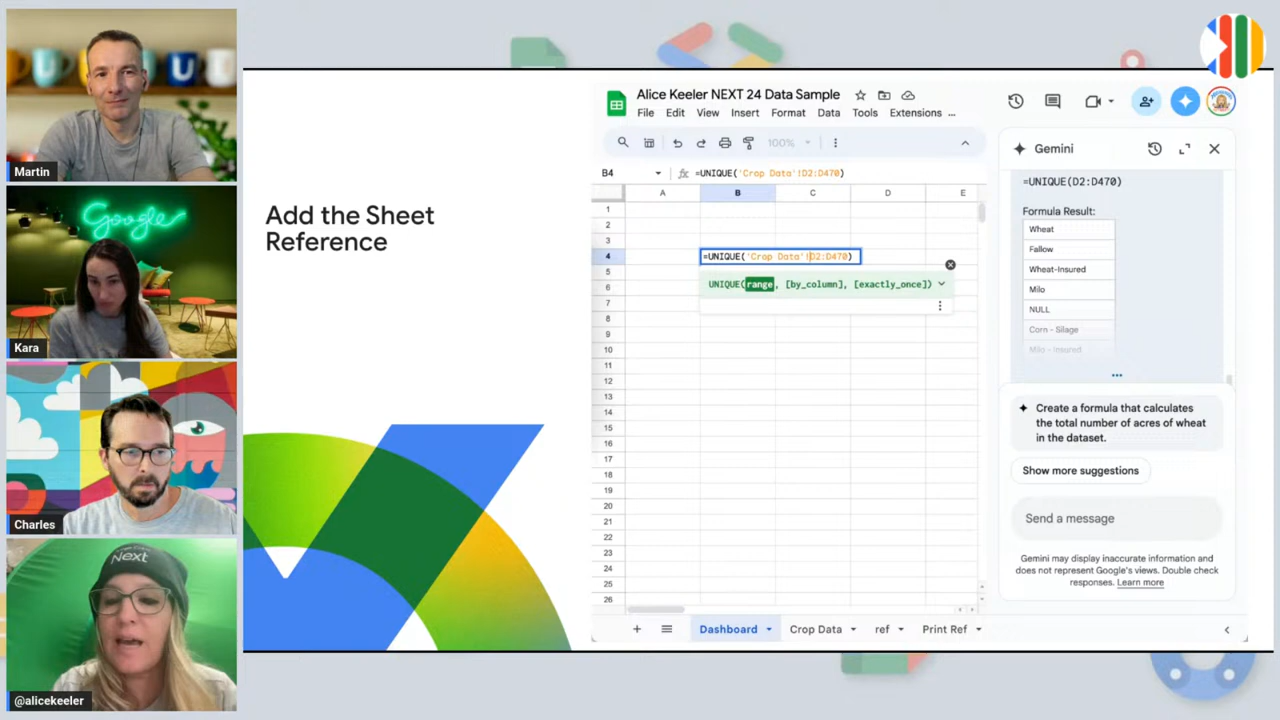 Martin
Google
Kara
Charles
Next
@alicekeeler
Add the Sheet
Reference
Alice Keeler NEXT 24 Data Sample
File Edit View Insert Format Data Tools Extensions ...
100%
B4 fx =UNIQUE('Crop Data'!D2:D470)
A B C D E
1
2
3
4 =UNIQUE('Crop Data'!D2:D470)
5
6 UNIQUE(range, [by_column], [exactly_once])
7
8
9
10
11
12
13
14
15
16
17
18
19
20
21
22
23
24
25
26
+ Dashboard Crop Data ref Print Ref
Gemini
=UNIQUE(D2:D470)
Formula Result:
Wheat
Fallow
Wheat-Insured
Milo
NULL
Corn - Silage
Milo - Insured
Create a formula that calculates
the total number of acres of wheat
in the dataset.
Show more suggestions
Send a message
Gemini may display inaccurate information and
does not represent Google's views. Double check
responses. Learn more